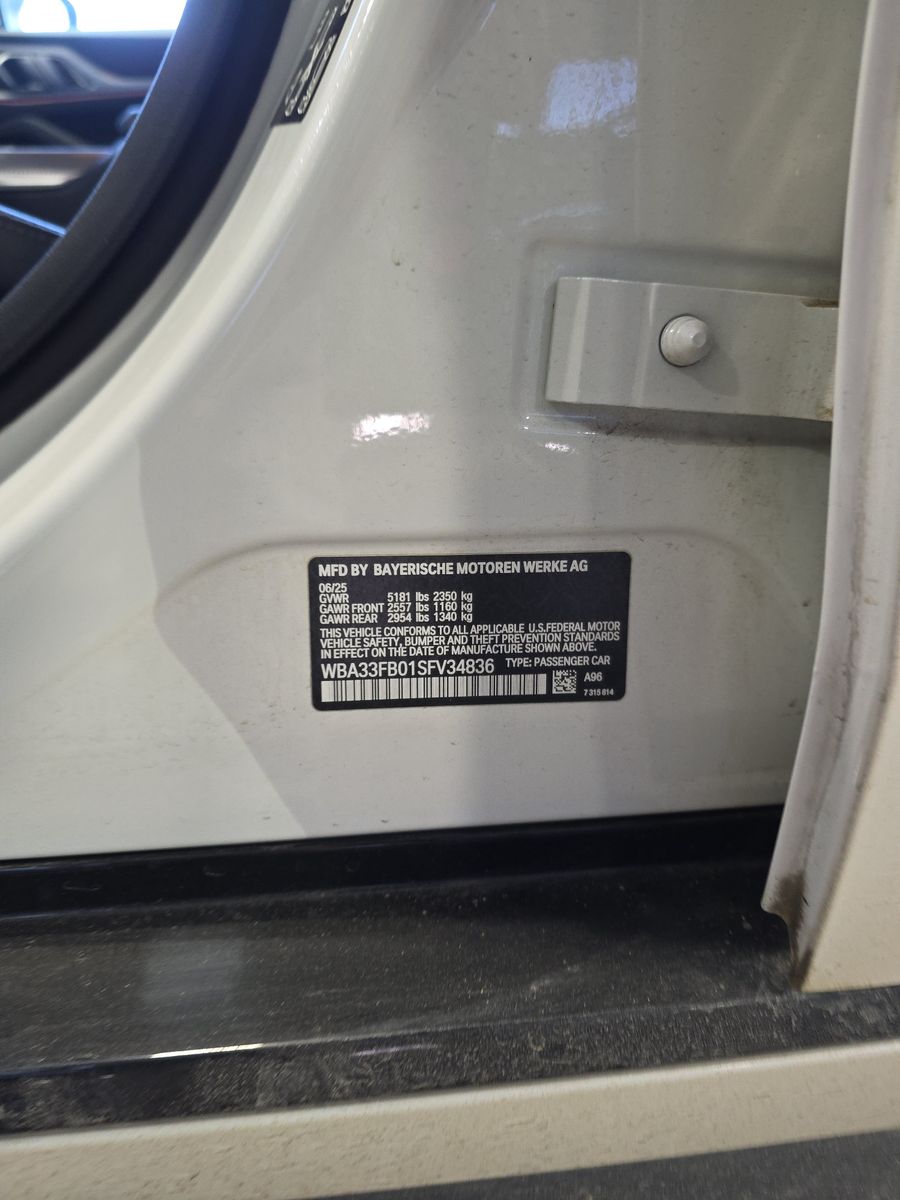 MFD BY BAYERISCHE MOTOREN WERKE AG
06/25
GVWR 5181 lbs 2350 kg
GAWR FRONT 2557 lbs 1160 kg
GAWR REAR 2954 lbs 1340 kg
THIS VEHICLE CONFORMS TO ALL APPLICABLE U.S.FEDERAL MOTOR
VEHICLE SAFETY, BUMPER AND THEFT PREVENTION STANDARDS
IN EFFECT ON THE DATE OF MANUFACTURE SHOWN ABOVE.
WBA33FB01SFV34836 TYPE: PASSENGER CAR
A96
7 315 814